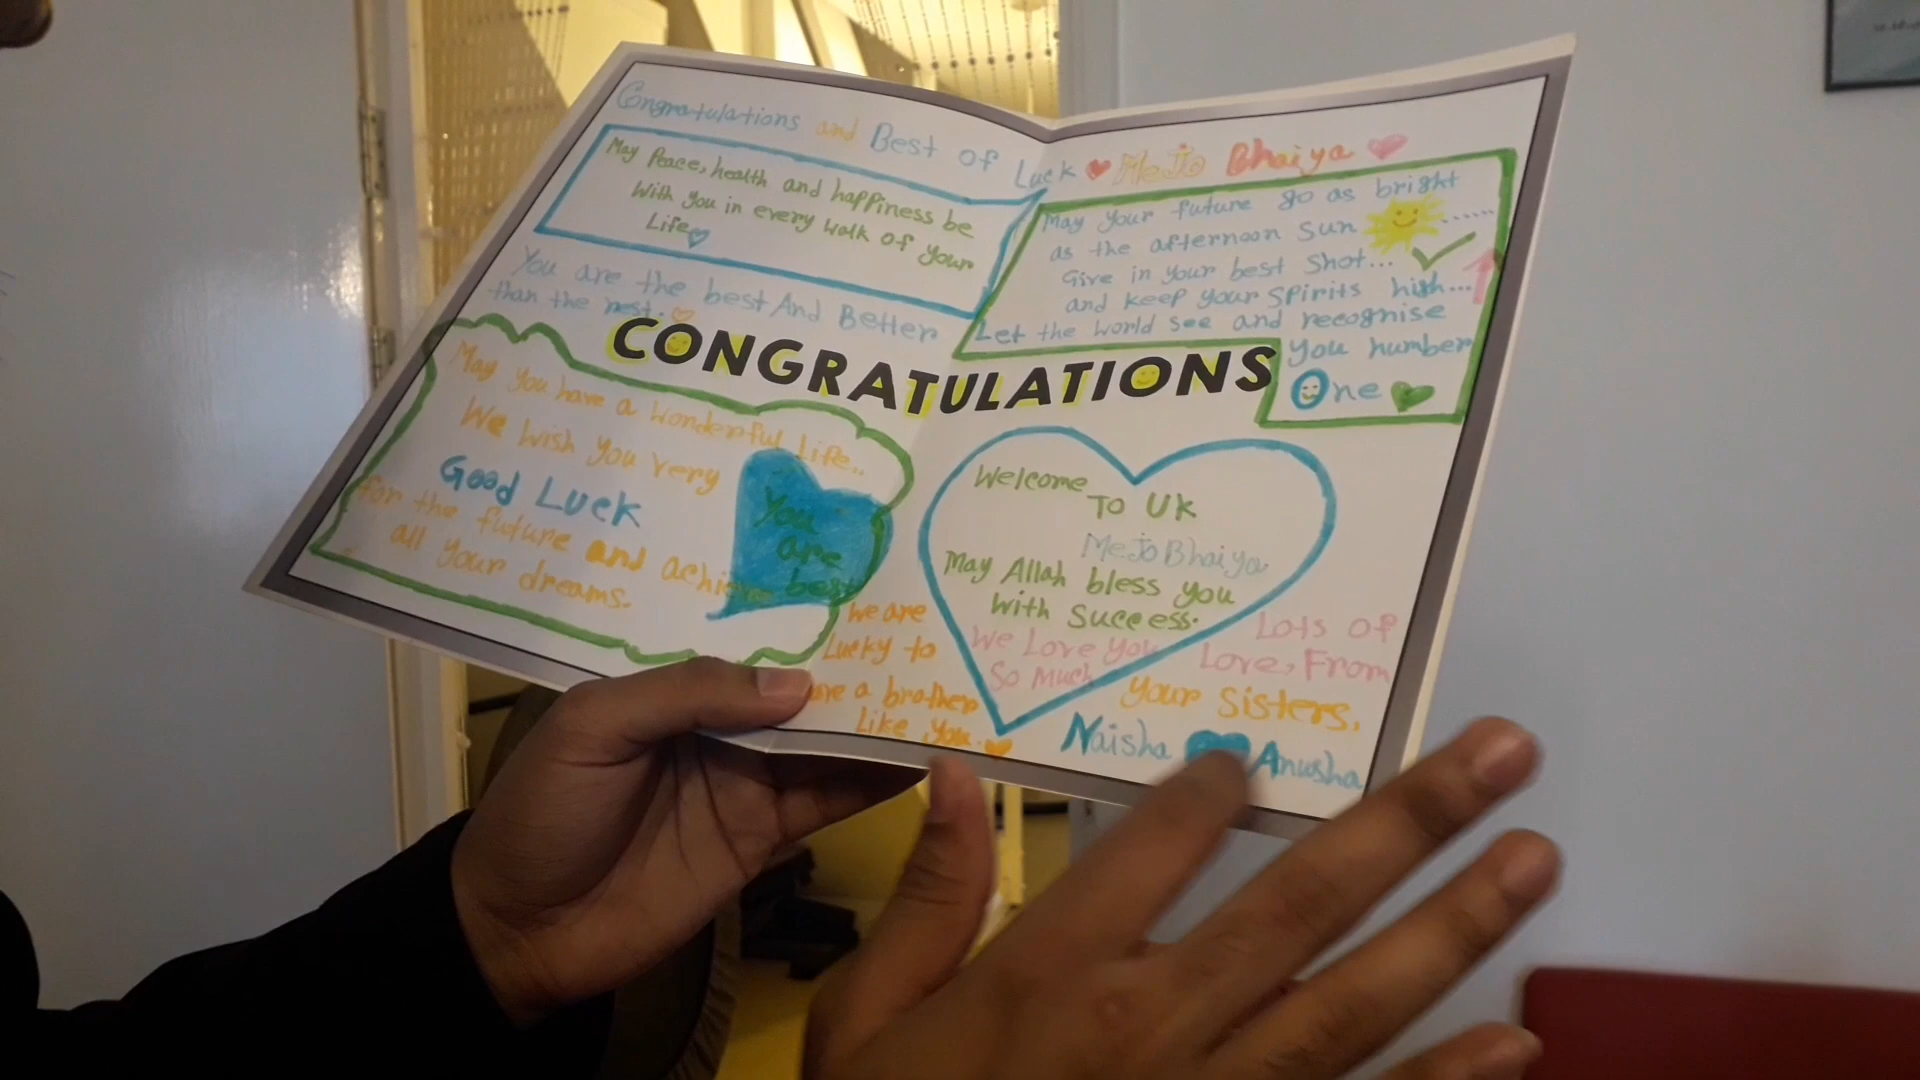 Congratulations and Best of Luck MeJo Bhaiya
May Peace, health and happiness be
With you in every walk of your
Life
You are the best And Better
than the rest.
May your future go as bright
as the afternoon sun ......
Give in your best shot...
and keep your spirits high...
Let the world see and recognise
you number
One
CONGRATULATIONS
May you have a wonderful Life..
We wish you very
Good Luck
for the future and achieve
all your dreams.
You
are
best
Welcome
To UK
MeJo Bhaiya
May Allah bless you
with Success.
We Love You
So Much
We are
Lucky to
have a brother
Like you.
Lots of
Love, From
your Sisters.
Naisha Anusha